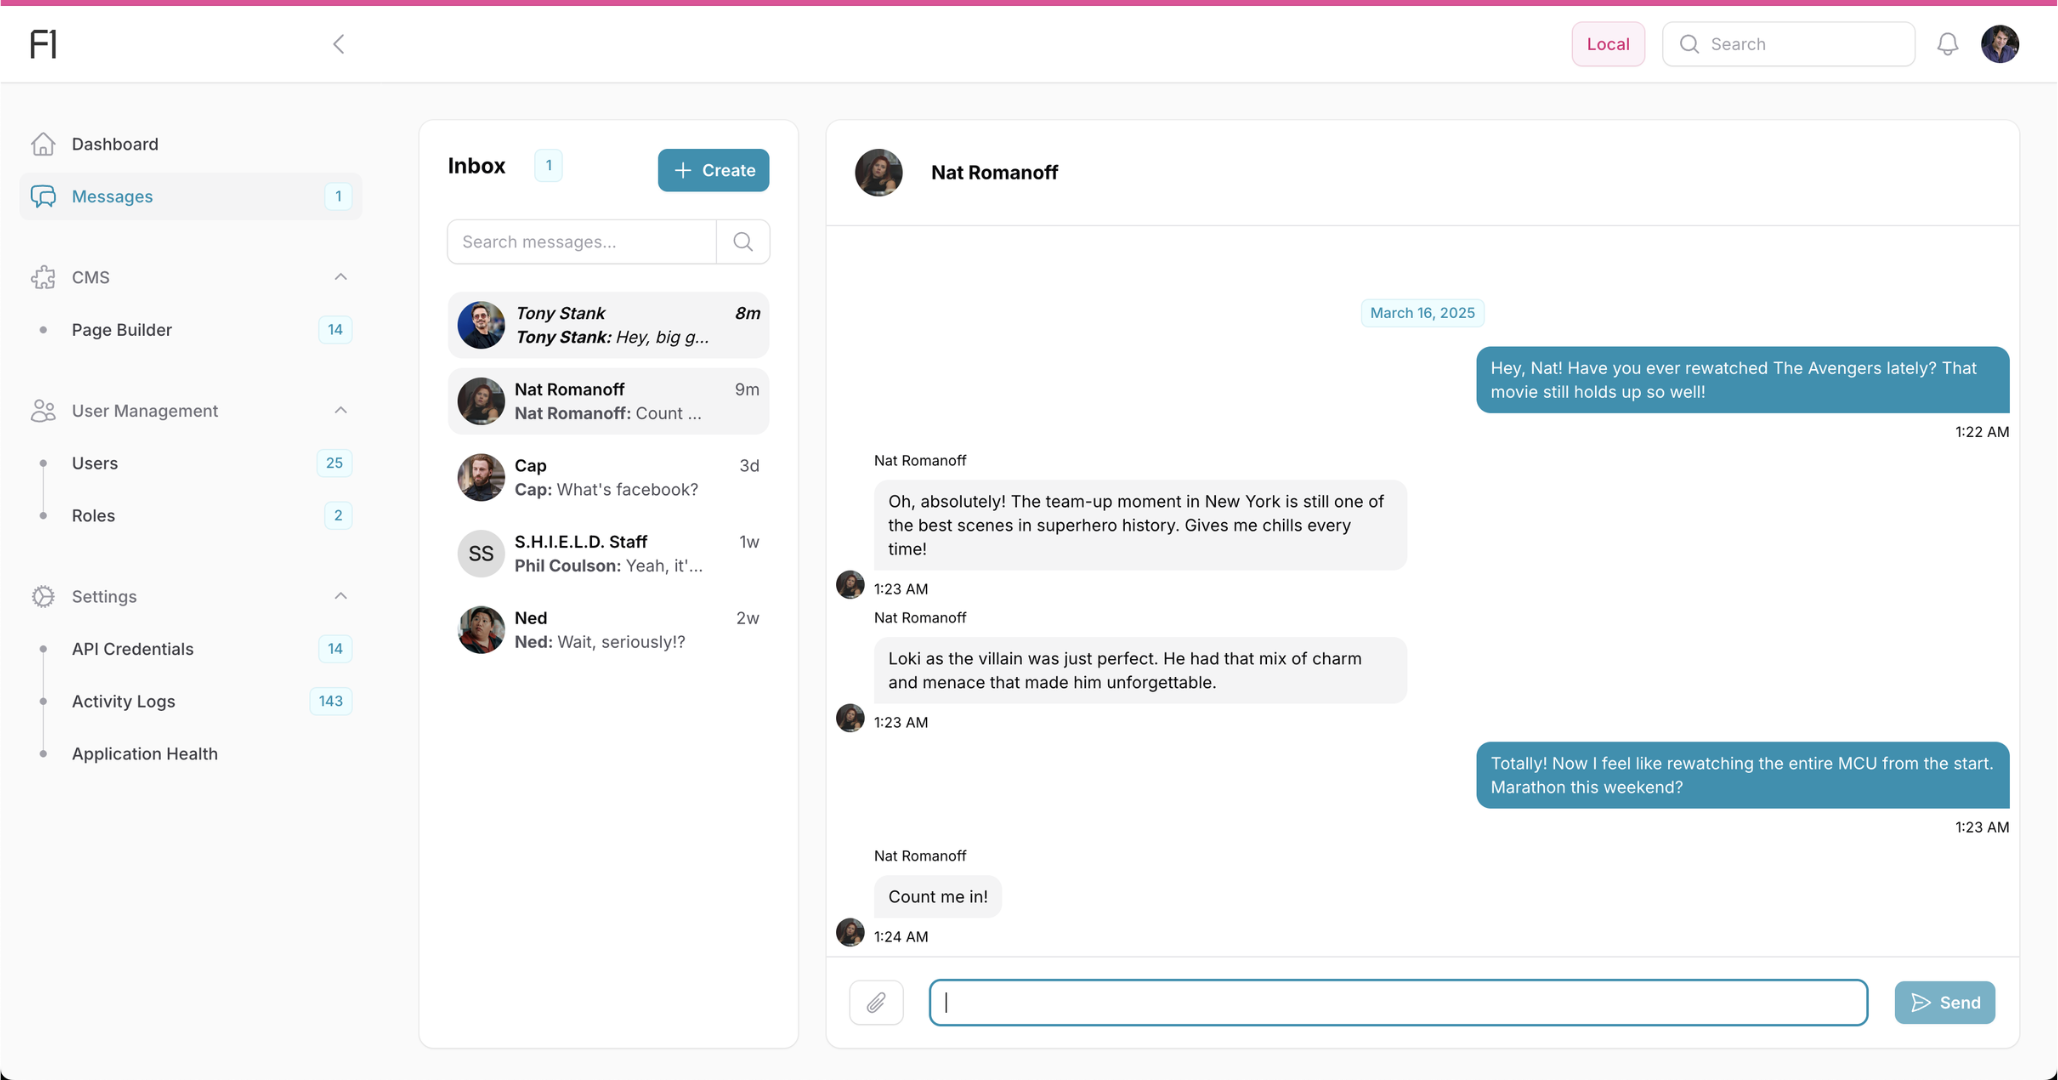 F1
Local
Search
Dashboard
Messages
1
CMS
Page Builder
14
User Management
Users
25
Roles
2
Settings
API Credentials
14
Activity Logs
143
Application Health
Inbox
1
Create
Search messages...
Tony Stank
8m
Tony Stank: Hey, big g...
Nat Romanoff
9m
Nat Romanoff: Count ...
Cap
3d
Cap: What's facebook?
SS
S.H.I.E.L.D. Staff
1w
Phil Coulson: Yeah, it'...
Ned
2w
Ned: Wait, seriously!?
Nat Romanoff
March 16, 2025
Hey, Nat! Have you ever rewatched The Avengers lately? That
movie still holds up so well!
1:22 AM
Nat Romanoff
Oh, absolutely! The team-up moment in New York is still one of
the best scenes in superhero history. Gives me chills every
time!
1:23 AM
Nat Romanoff
Loki as the villain was just perfect. He had that mix of charm
and menace that made him unforgettable.
1:23 AM
Totally! Now I feel like rewatching the entire MCU from the start.
Marathon this weekend?
1:23 AM
Nat Romanoff
Count me in!
1:24 AM
Send